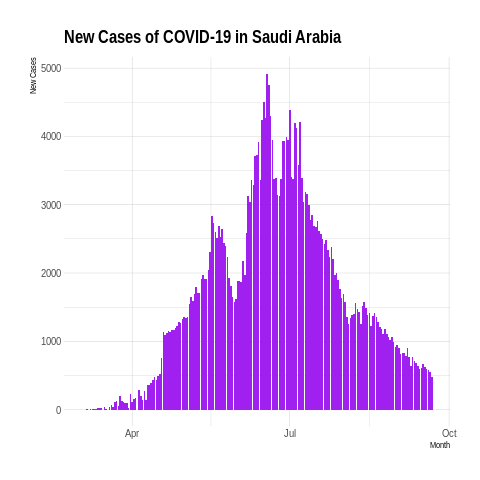 New Cases of COVID-19 in Saudi Arabia
New Cases
5000
4000
3000
2000
1000
0
Apr
Jul
Oct
Month